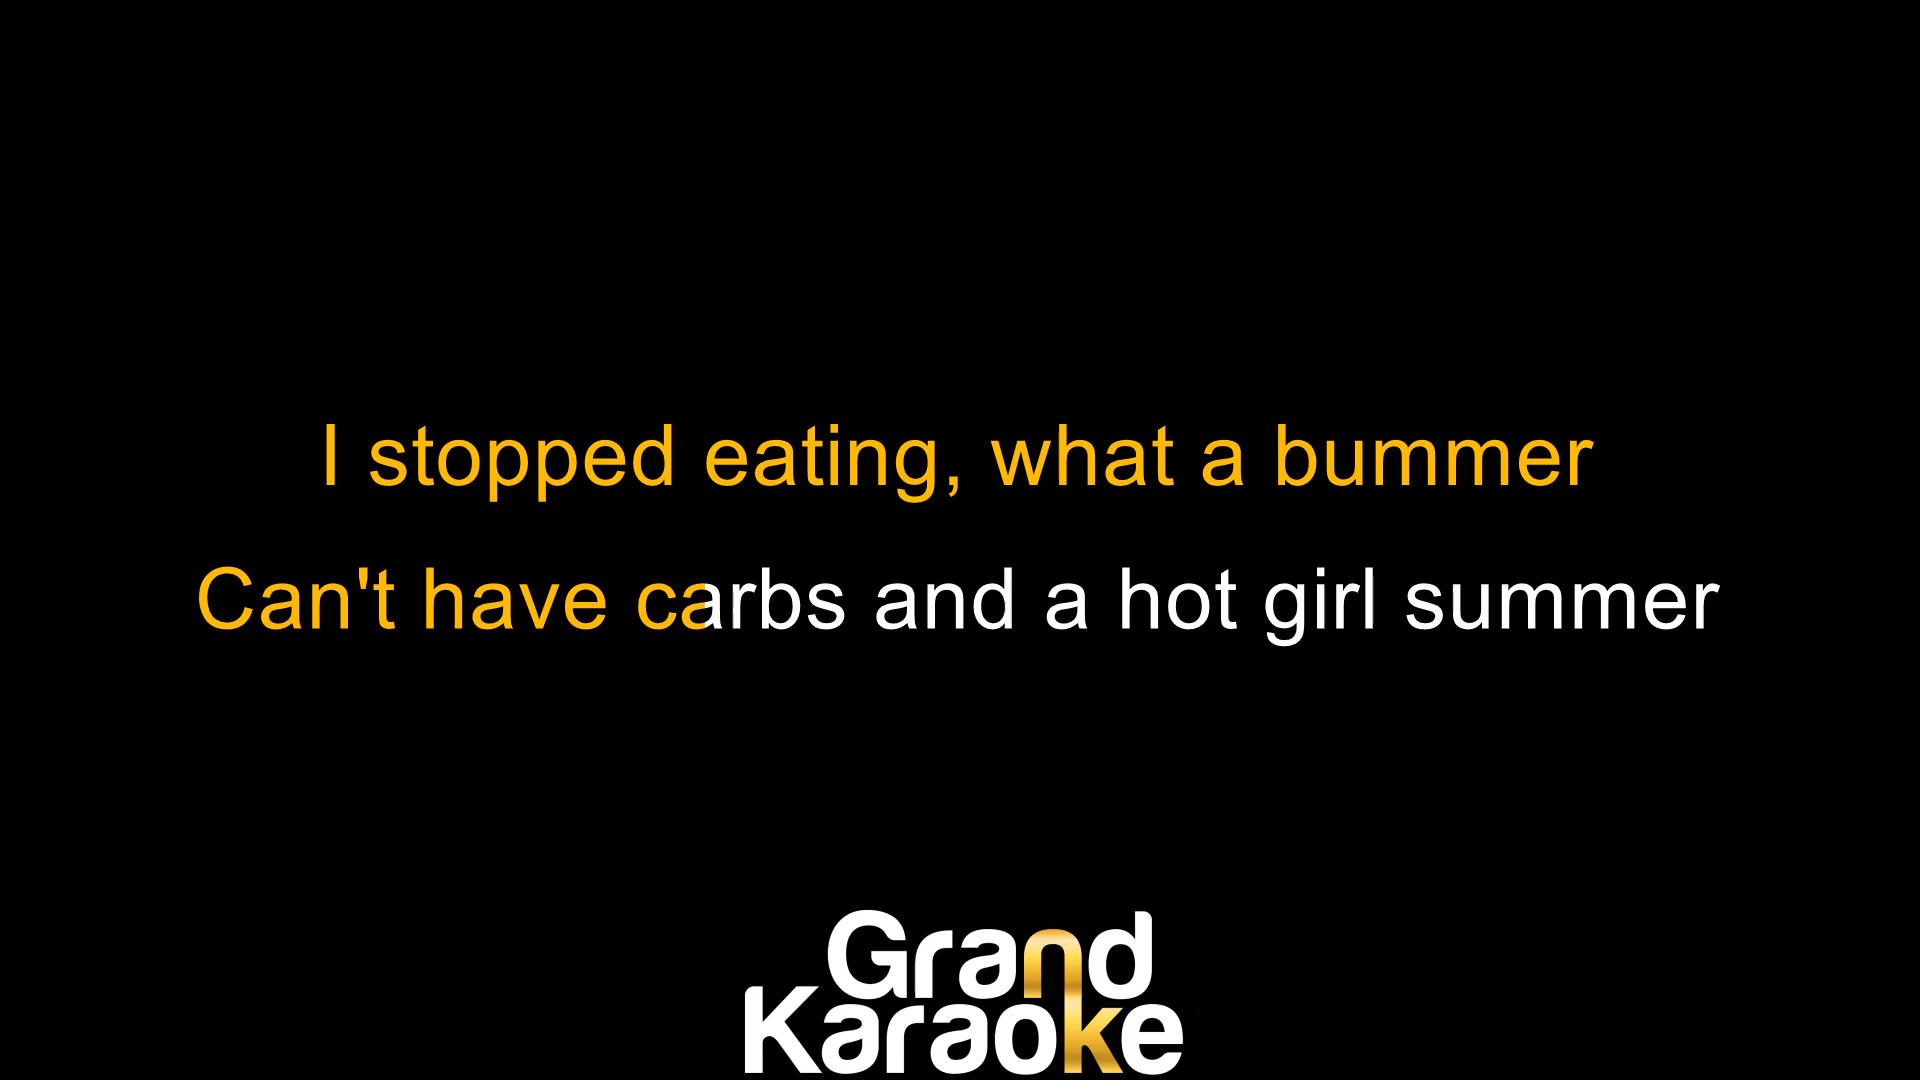 I stopped eating, what a bummer
Can't have carbs and a hot girl summer
Grand
Karaoke